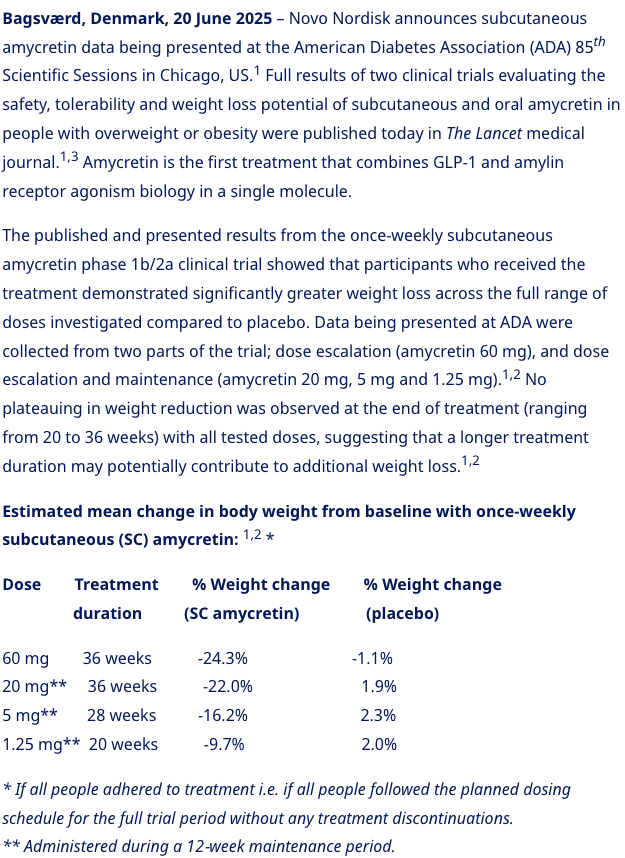 Bagsværd, Denmark, 20 June 2025 – Novo Nordisk announces subcutaneous
amycretin data being presented at the American Diabetes Association (ADA) 85th
Scientific Sessions in Chicago, US.1 Full results of two clinical trials evaluating the
safety, tolerability and weight loss potential of subcutaneous and oral amycretin in
people with overweight or obesity were published today in The Lancet medical
journal.1,3 Amycretin is the first treatment that combines GLP-1 and amylin
receptor agonism biology in a single molecule.
The published and presented results from the once-weekly subcutaneous
amycretin phase 1b/2a clinical trial showed that participants who received the
treatment demonstrated significantly greater weight loss across the full range of
doses investigated compared to placebo. Data being presented at ADA were
collected from two parts of the trial; dose escalation (amycretin 60 mg), and dose
escalation and maintenance (amycretin 20 mg, 5 mg and 1.25 mg).1,2 No
plateauing in weight reduction was observed at the end of treatment (ranging
from 20 to 36 weeks) with all tested doses, suggesting that a longer treatment
duration may potentially contribute to additional weight loss.1,2
Estimated mean change in body weight from baseline with once-weekly
subcutaneous (SC) amycretin: 1,2 *
Dose Treatment % Weight change % Weight change
duration (SC amycretin) (placebo)
60 mg 36 weeks -24.3% -1.1%
20 mg** 36 weeks -22.0% 1.9%
5 mg** 28 weeks -16.2% 2.3%
1.25 mg** 20 weeks -9.7% 2.0%
* If all people adhered to treatment i.e. if all people followed the planned dosing
schedule for the full trial period without any treatment discontinuations.
** Administered during a 12-week maintenance period.